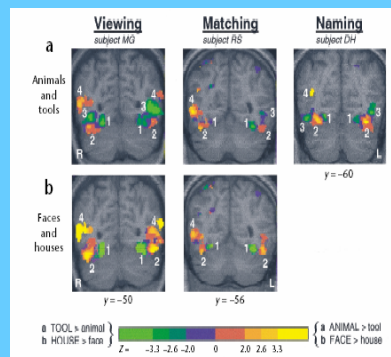 Viewing Matching Naming
subject MG subject RS subject DH
a
Animals
and
tools
4 3 1 2 3 4 1 2
4 3 1 2 3 1 2
4 3 2 1 3 1 2
R L
y = –60
b
Faces
and
houses
4 2 1 4 1 2
4 2 1 1 2
R L
y = –50 y = –56
a TOOL > animal
b HOUSE > face
Z = –3.3 –2.6 –2.0 0 2.0 2.6 3.3
a ANIMAL > tool
b FACE > house